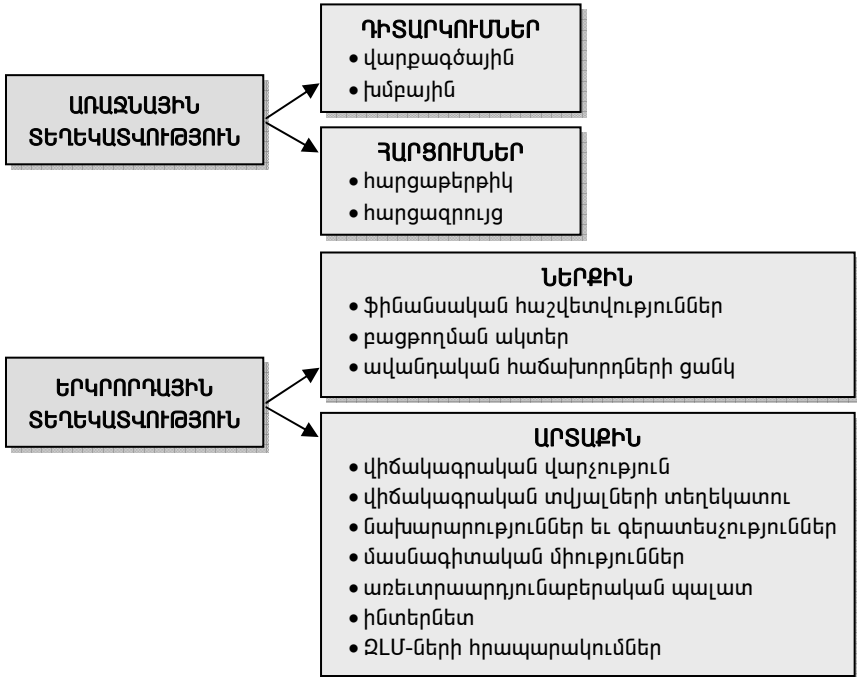 ԱՌԱՋՆԱՅԻՆ
ՏԵՂԵԿԱՏՎՈՒԹՅՈՒՆ
ԴԻՏԱՐԿՈՒՄՆԵՐ
• վարքագծային
• խմբային
ՀԱՐՑՈՒՄՆԵՐ
• հարցաթերթիկ
• հարցազրույց
ԵՐԿՐՈՐԴԱՅԻՆ
ՏԵՂԵԿԱՏՎՈՒԹՅՈՒՆ
ՆԵՐՔԻՆ
• ֆինանսական հաշվետվություններ
• բացթողման ակտեր
• ավանդական հաճախորդների ցանկ
ԱՐՏԱՔԻՆ
• վիճակագրական վարչություն
• վիճակագրական տվյալների տեղեկատու
• նախարարություններ եւ գերատեսչություններ
• մասնագիտական միություններ
• առեւտրաարդյունաբերական պալատ
• ինտերնետ
• ԶԼՄ-ների հրապարակումներ